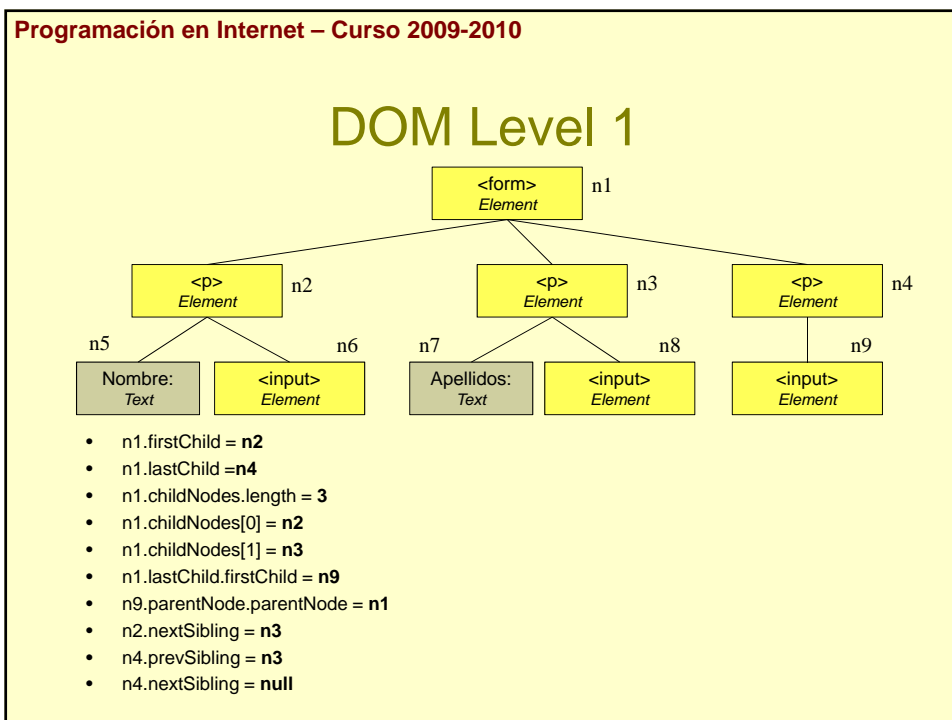 Programación en Internet – Curso 2009-2010
DOM Level 1
<form>
Element
n1
<p>
Element
n2
<p>
Element
n3
<p>
Element
n4
n5
n6
n7
n8
n9
Nombre:
Text
<input>
Element
Apellidos:
Text
<input>
Element
<input>
Element
• n1.firstChild = n2
• n1.lastChild =n4
• n1.childNodes.length = 3
• n1.childNodes[0] = n2
• n1.childNodes[1] = n3
• n1.lastChild.firstChild = n9
• n9.parentNode.parentNode = n1
• n2.nextSibling = n3
• n4.prevSibling = n3
• n4.nextSibling = null